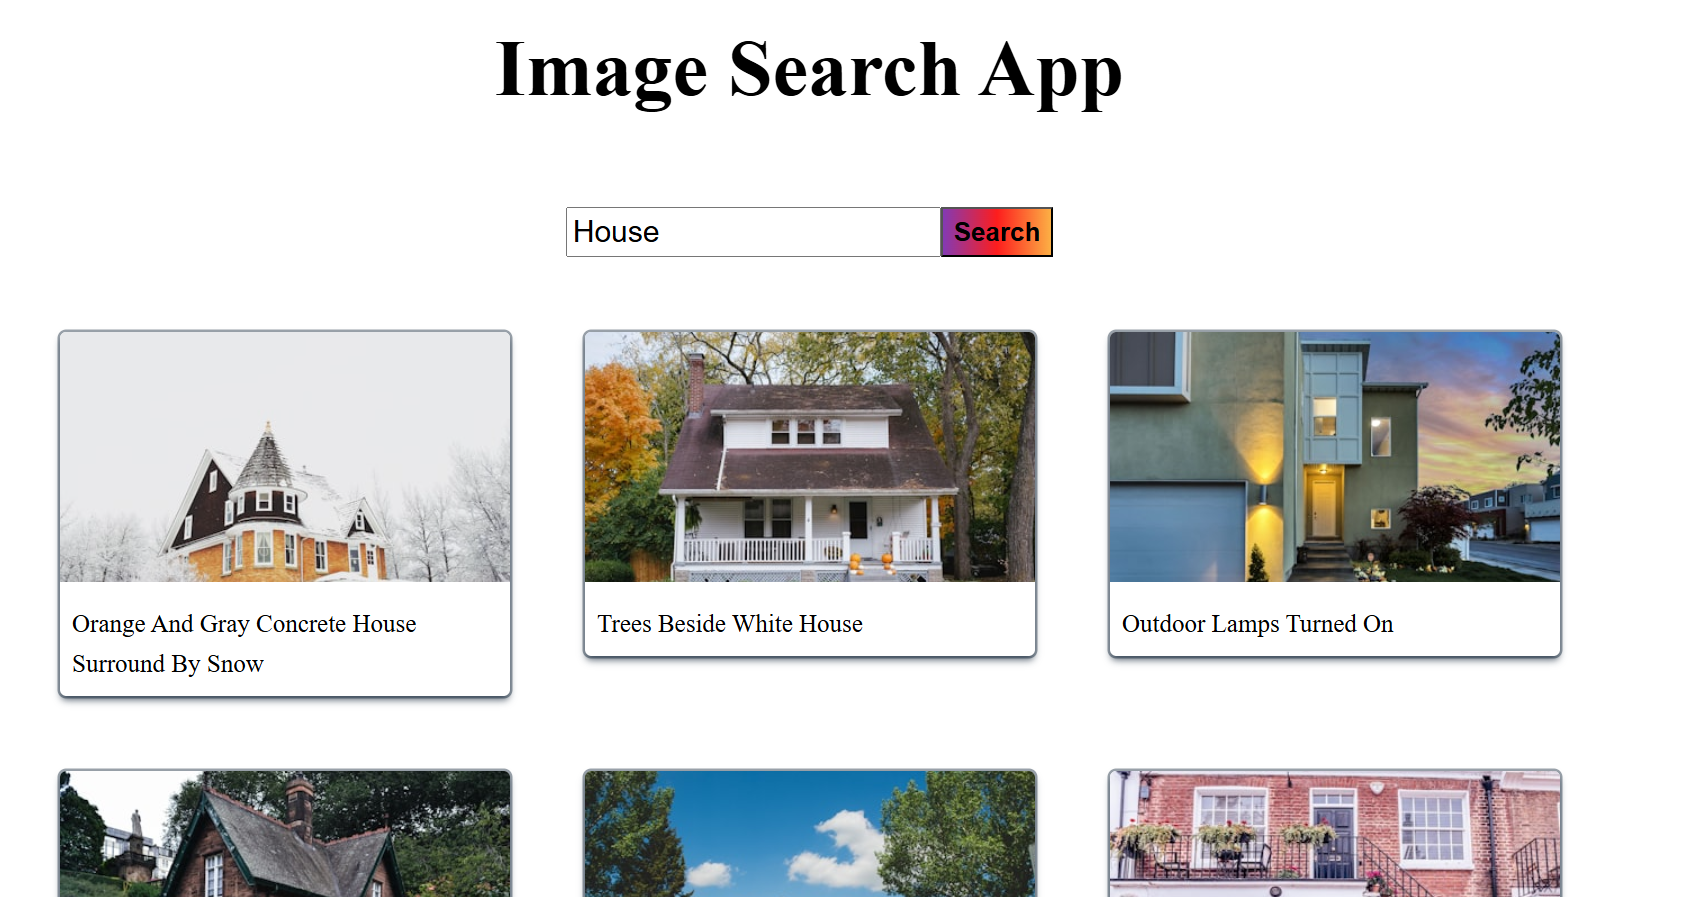 Image Search App
House
Search
Orange And Gray Concrete House
Surround By Snow
Trees Beside White House
Outdoor Lamps Turned On